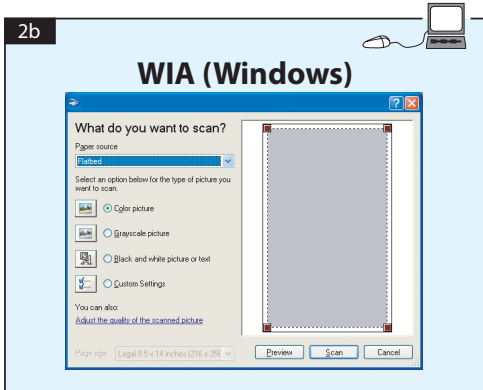 2b
WIA (Windows)
What do you want to scan?
Paper source
Flatbed
Select an option below for the type of picture you
want to scan.
Color picture
Grayscale picture
Black and white picture or text
Custom Settings
You can also:
Adjust the quality of the scanned picture
Page size: Legal 8.5 x 14 inches (216 x 356
Preview Scan Cancel